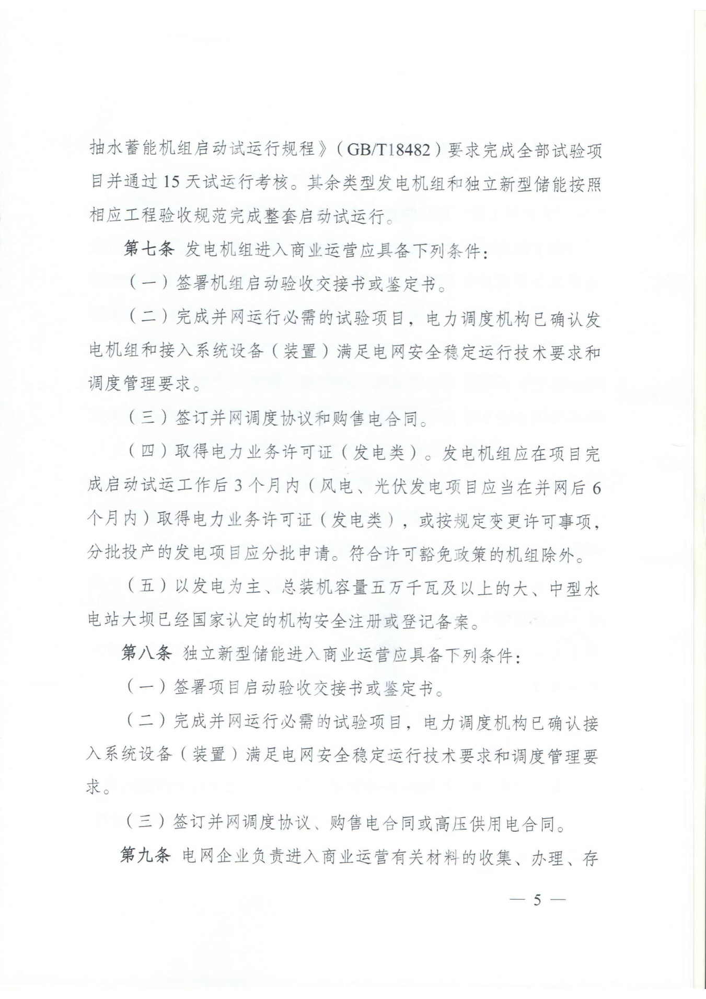 抽水蓄能机组启动试运行规程》（GB/T18482）要求完成全部试验项
目并通过 15 天试运行考核。其余类型发电机组和独立新型储能按照
相应工程验收规范完成整套启动试运行。
第七条 发电机组进入商业运营应具备下列条件：
（一）签署机组启动验收交接书或鉴定书。
（二）完成并网运行必需的试验项目，电力调度机构已确认发
电机组和接入系统设备（装置）满足电网安全稳定运行技术要求和
调度管理要求。
（三）签订并网调度协议和购售电合同。
（四）取得电力业务许可证（发电类）。发电机组应在项目完
成启动试运工作后 3 个月内（风电、光伏发电项目应当在并网后 6
个月内）取得电力业务许可证（发电类），或按规定变更许可事项，
分批投产的发电项目应分批申请。符合许可豁免政策的机组除外。
（五）以发电为主、总装机容量五万千瓦及以上的大、中型水
电站大坝已经国家认定的机构安全注册或登记备案。
第八条 独立新型储能进入商业运营应具备下列条件：
（一）签署项目启动验收交接书或鉴定书。
（二）完成并网运行必需的试验项目，电力调度机构已确认接
入系统设备（装置）满足电网安全稳定运行技术要求和调度管理要
求。
（三）签订并网调度协议、购售电合同或高压供用电合同。
第九条 电网企业负责进入商业运营有关材料的收集、办理、存
— 5 —